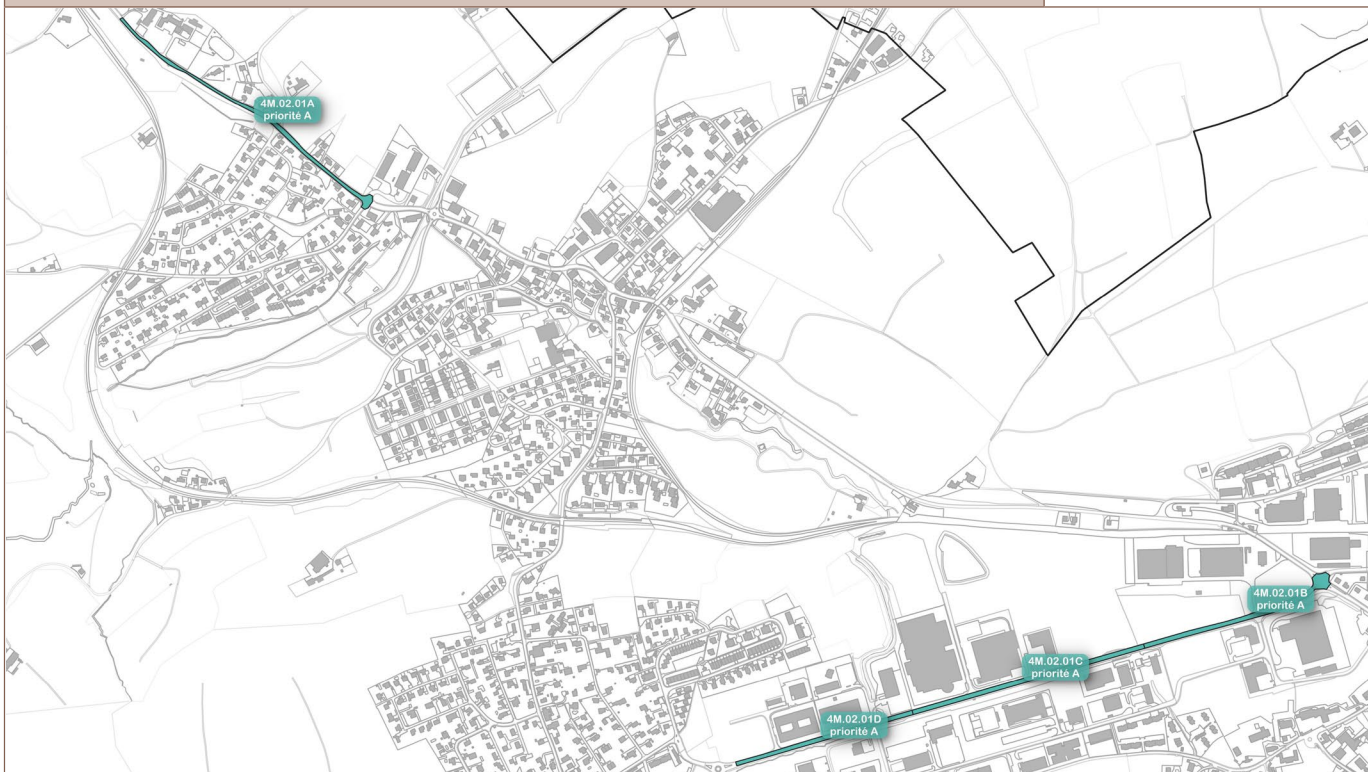 4M.02.01A
priorité A
4M.02.01B
priorité A
4M.02.01C
priorité A
4M.02.01D
priorité A